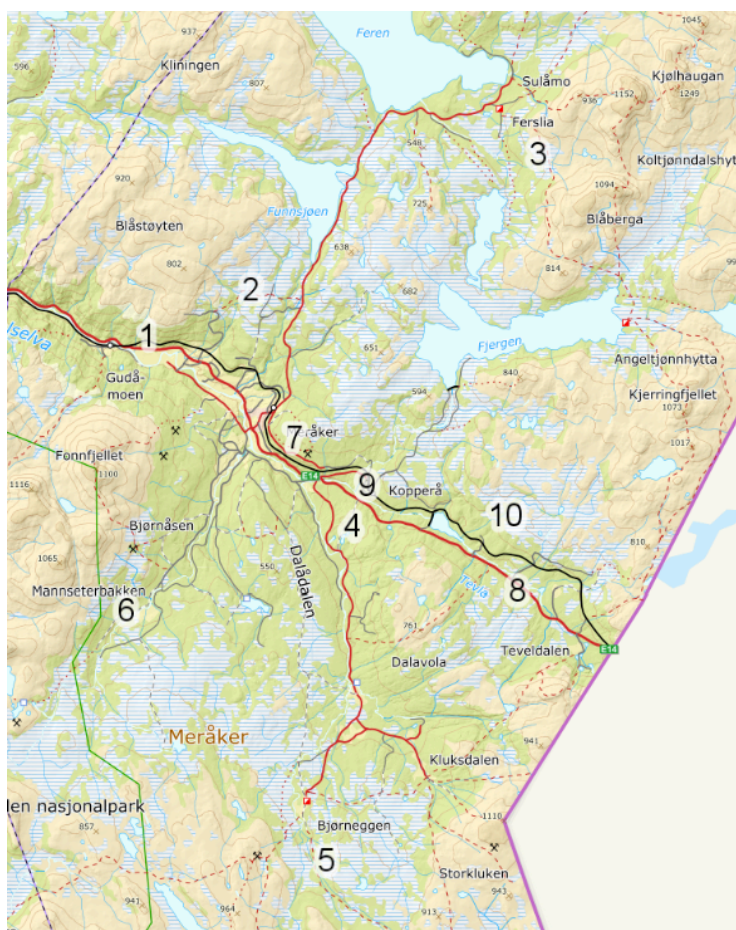 Feren
1045
937
Kliningen
596
807
Sulåmo
Kjølhaugan
936
1152
1249
Ferslia
548
3
Koltjønndalshyt
920
725
1094
Funnsjøen
Blåstøyten
Blåberga
638
802
814
99
2
682
Fjergen
1
lselva
651
Angeltjønnhytta
Gudå-
moen
594
840
Kjerringfjellet
1073
7
1017
Fonnfjellet
E14
9
Kopperå
1116
1100
10
4
Bjørnåsen
810
1065
Dalådalen
550
Tevla
8
Mannseterbakken
6
761
Teveldalen
E14
Dalavola
Meråker
941
Kluksdalen
len nasjonalpark
857
Bjørneggen
1110
5
Storkluken
941
964
913
943